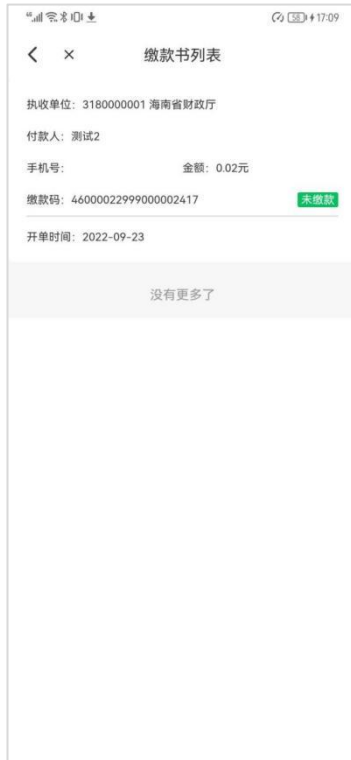 58 17:09
缴款书列表
执收单位：3180000001 海南省财政厅
付款人：测试2
手机号： 金额：0.02元
缴款码：46000022999000002417 未缴款
开单时间：2022-09-23
没有更多了